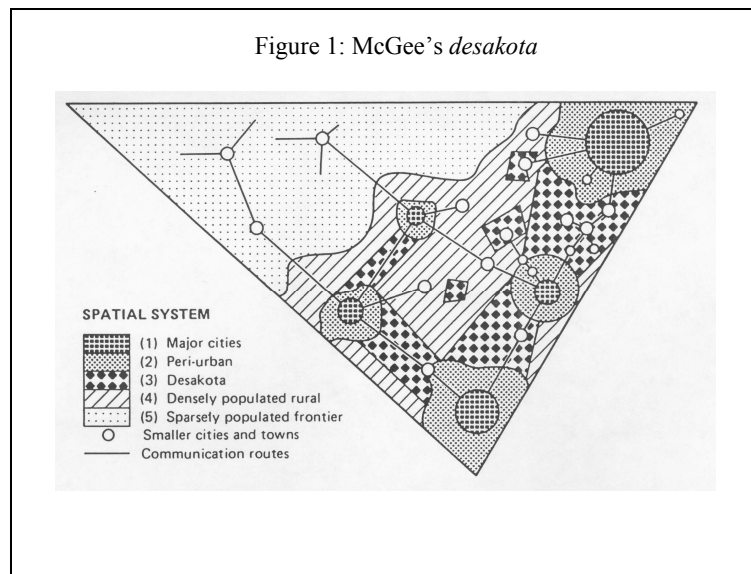 Figure 1: McGee's desakota
SPATIAL SYSTEM
(1) Major cities
(2) Peri-urban
(3) Desakota
(4) Densely populated rural
(5) Sparsely populated frontier
Smaller cities and towns
Communication routes